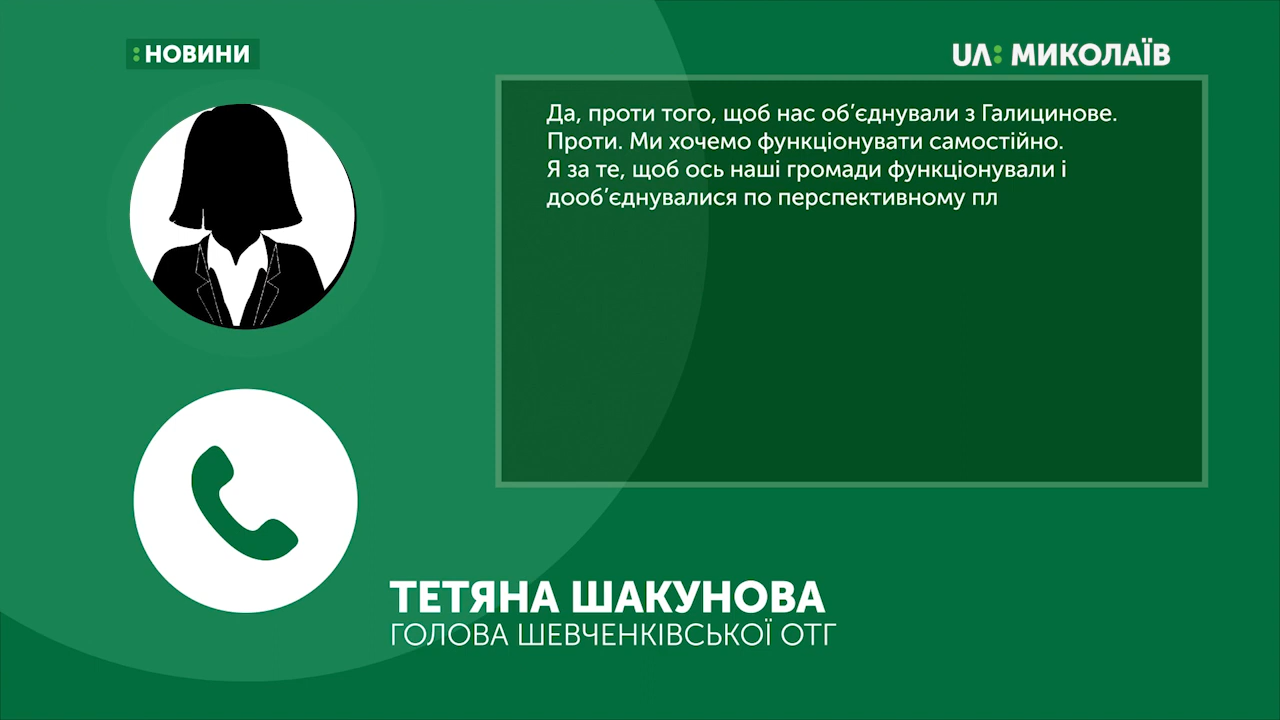 :НОВИНИ
UA: МИКОЛАЇВ
Да, проти того, щоб нас об’єднували з Галицинове.
Проти. Ми хочемо функціонувати самостійно.
Я за те, щоб ось наші громади функціонували і
дооб’єднувалися по перспективному пл
ТЕТЯНА ШАКУНОВА
ГОЛОВА ШЕВЧЕНКІВСЬКОЇ ОТГ